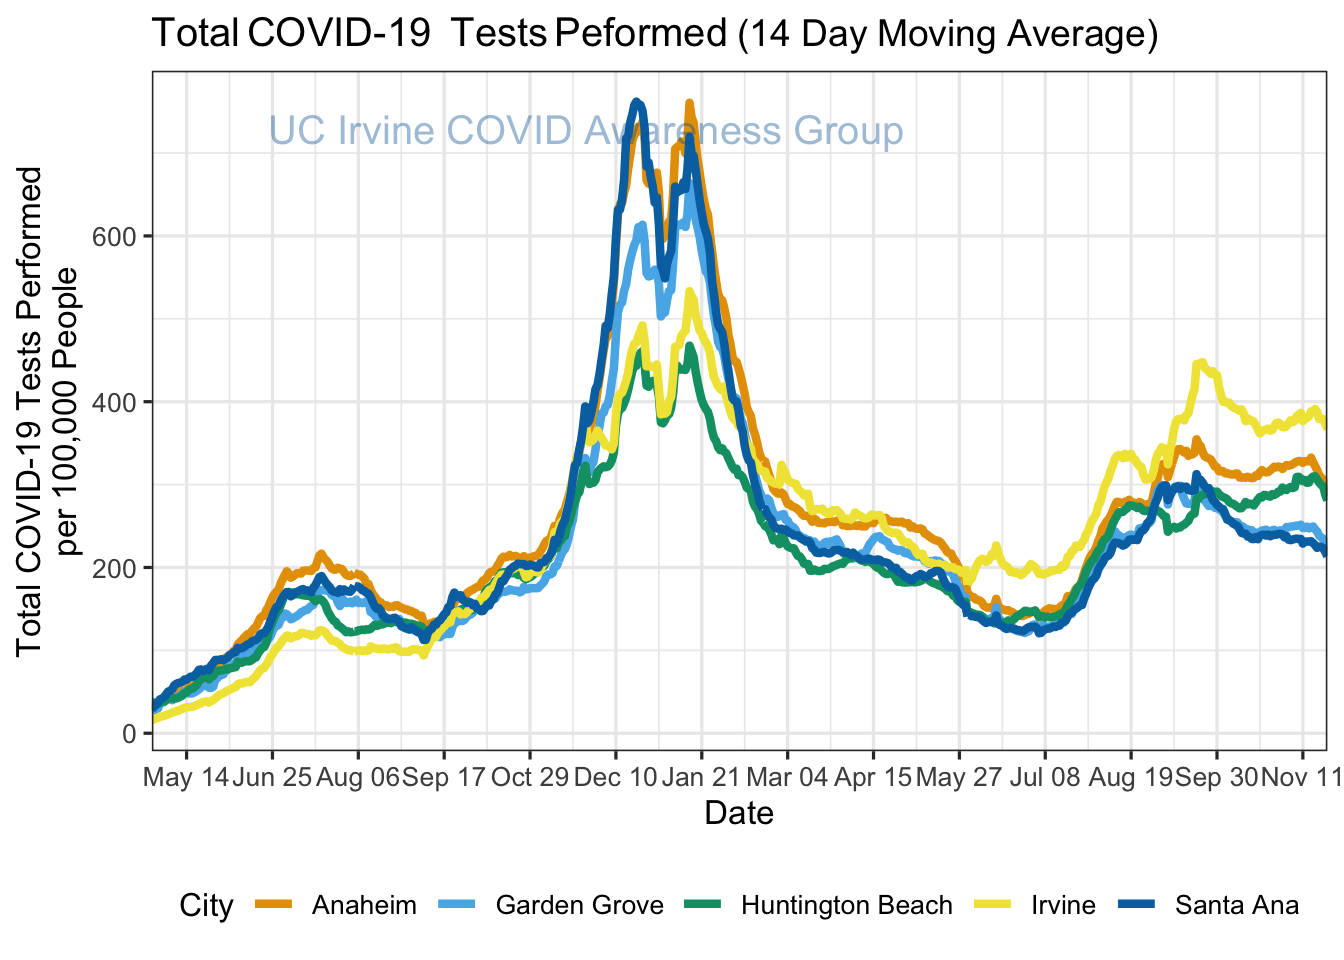 Total COVID-19 Tests Peformed (14 Day Moving Average)
UC Irvine COVID Awareness Group
Total COVID-19 Tests Performed
per 100,000 People
600
400
200
0
May 14 Jun 25 Aug 06 Sep 17 Oct 29 Dec 10 Jan 21 Mar 04 Apr 15 May 27 Jul 08 Aug 19 Sep 30 Nov 11
Date
City Anaheim Garden Grove Huntington Beach Irvine Santa Ana